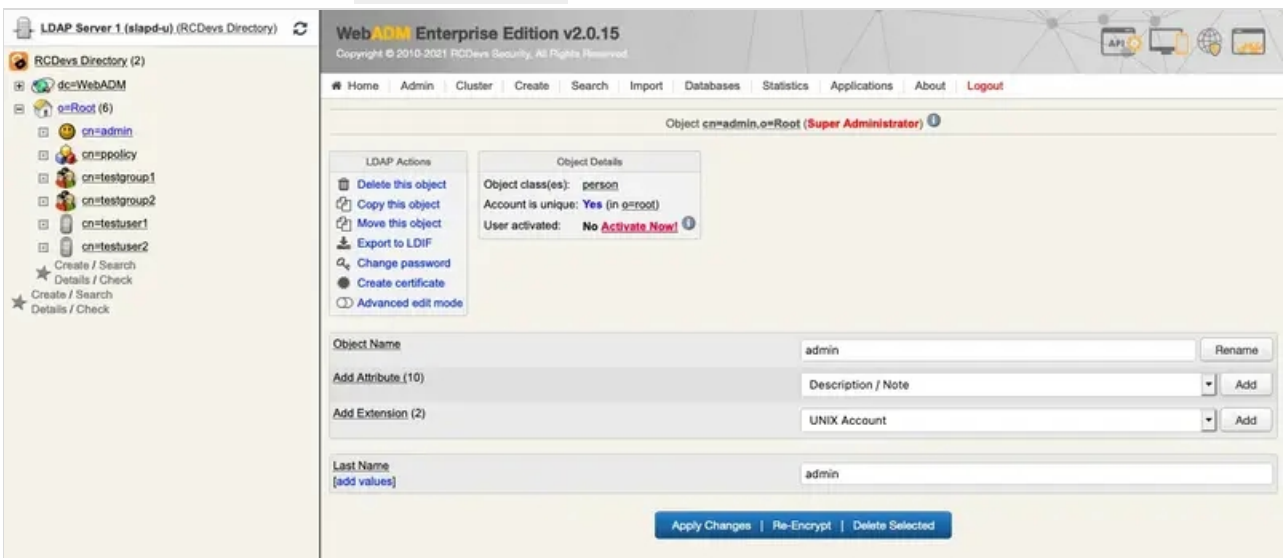 LDAP Server 1 (slapd-u) (RCDevs Directory)
RCDevs Directory (2)
dc=WebADM
o=Root (6)
cn=admin
cn=ppolicy
cn=testgroup1
cn=testgroup2
cn=testuser1
cn=testuser2
Create / Search
Details / Check
Create / Search
Details / Check
WebADM Enterprise Edition v2.0.15
Copyright © 2010-2021 RCDevs Security, All Rights Reserved
API
Home Admin Cluster Create Search Import Databases Statistics Applications About Logout
Object cn=admin,o=Root (Super Administrator)
LDAP Actions
Delete this object
Copy this object
Move this object
Export to LDIF
Change password
Create certificate
Advanced edit mode
Object Details
Object class(es): person
Account is unique: Yes (in o=root)
User activated: No Activate Now!
Object Name admin Rename
Add Attribute (10) Description / Note Add
Add Extension (2) UNIX Account Add
Last Name admin
[add values]
Apply Changes | Re-Encrypt | Delete Selected